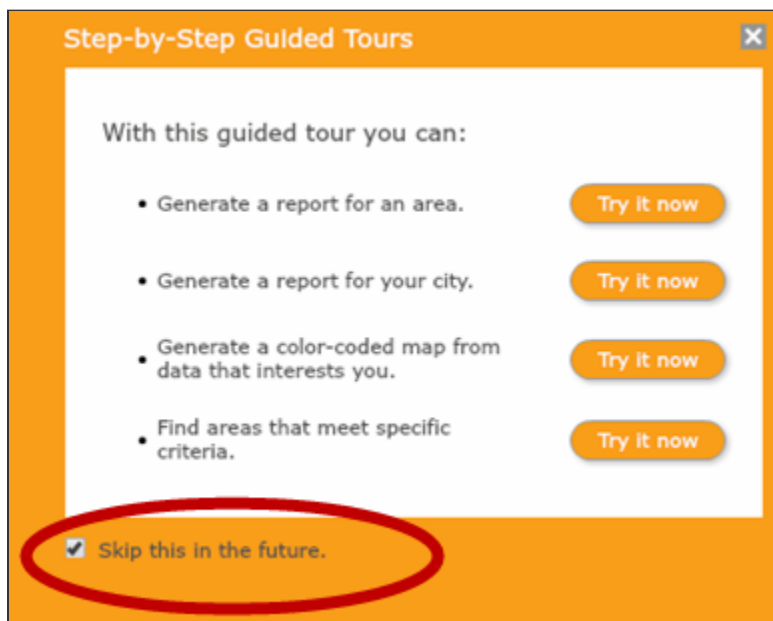 Step-by-Step Guided Tours
With this guided tour you can:
Generate a report for an area.
Try it now
Generate a report for your city.
Try it now
Generate a color-coded map from
data that interests you.
Try it now
Find areas that meet specific
criteria.
Try it now
Skip this in the future.